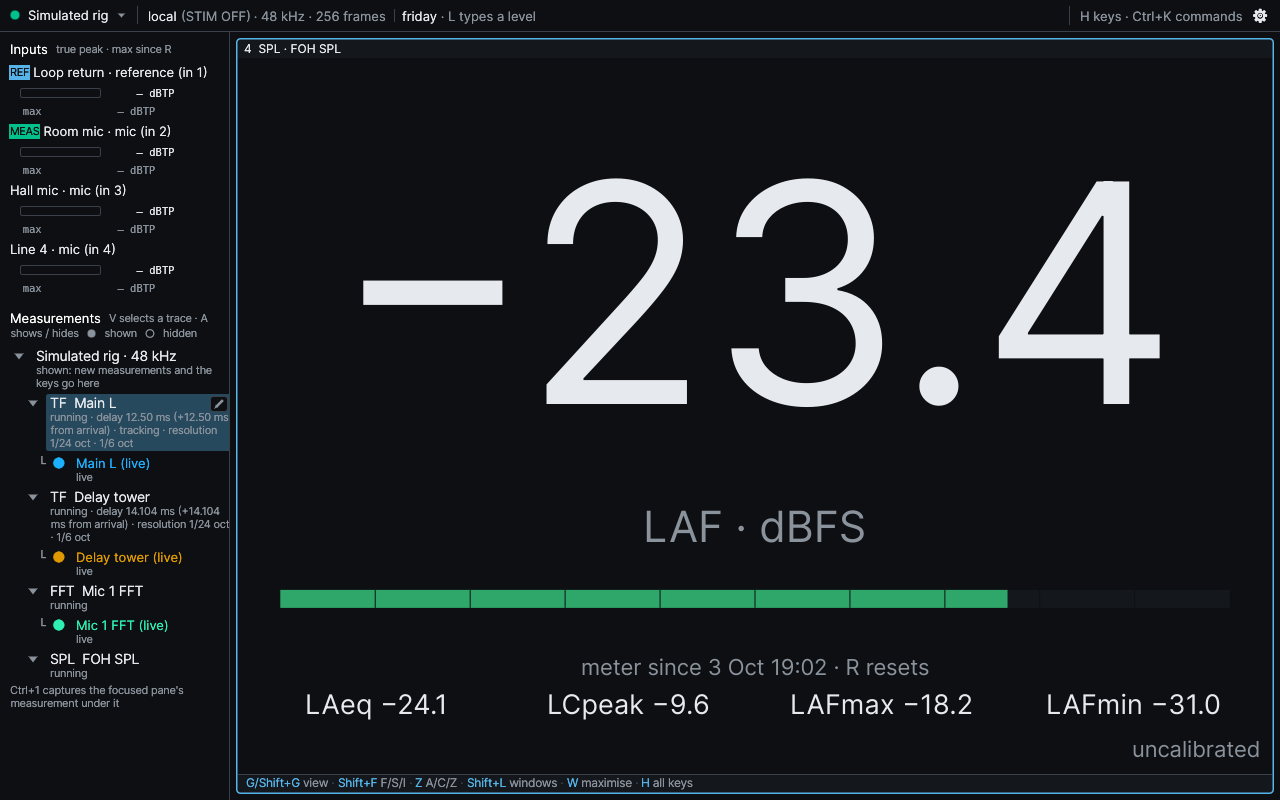 Simulated rig
local (STIM OFF) · 48 kHz · 256 frames
friday · L types a level
H keys · Ctrl+K commands
Inputs true peak · max since R
REF Loop return · reference (in 1)
– dBTP
max – dBTP
MEAS Room mic · mic (in 2)
– dBTP
max – dBTP
Hall mic · mic (in 3)
– dBTP
max – dBTP
Line 4 · mic (in 4)
– dBTP
max – dBTP
Measurements V selects a trace · A
shows / hides shown hidden
Simulated rig · 48 kHz
shown: new measurements and the
keys go here
TF Main L
running · delay 12.50 ms (+12.50 ms
from arrival) · tracking · resolution
1/24 oct · 1/6 oct
Main L (live)
live
TF Delay tower
running · delay 14.104 ms (+14.104
ms from arrival) · resolution 1/24 oct
· 1/6 oct
Delay tower (live)
live
FFT Mic 1 FFT
running
Mic 1 FFT (live)
live
SPL FOH SPL
running
Ctrl+1 captures the focused pane's
measurement under it
4 SPL · FOH SPL
−23.4
LAF · dBFS
meter since 3 Oct 19:02 · R resets
LAeq −24.1 LCpeak −9.6 LAFmax −18.2 LAFmin −31.0
uncalibrated
G/Shift+G view · Shift+F F/S/I · Z A/C/Z · Shift+L windows · W maximise · H all keys